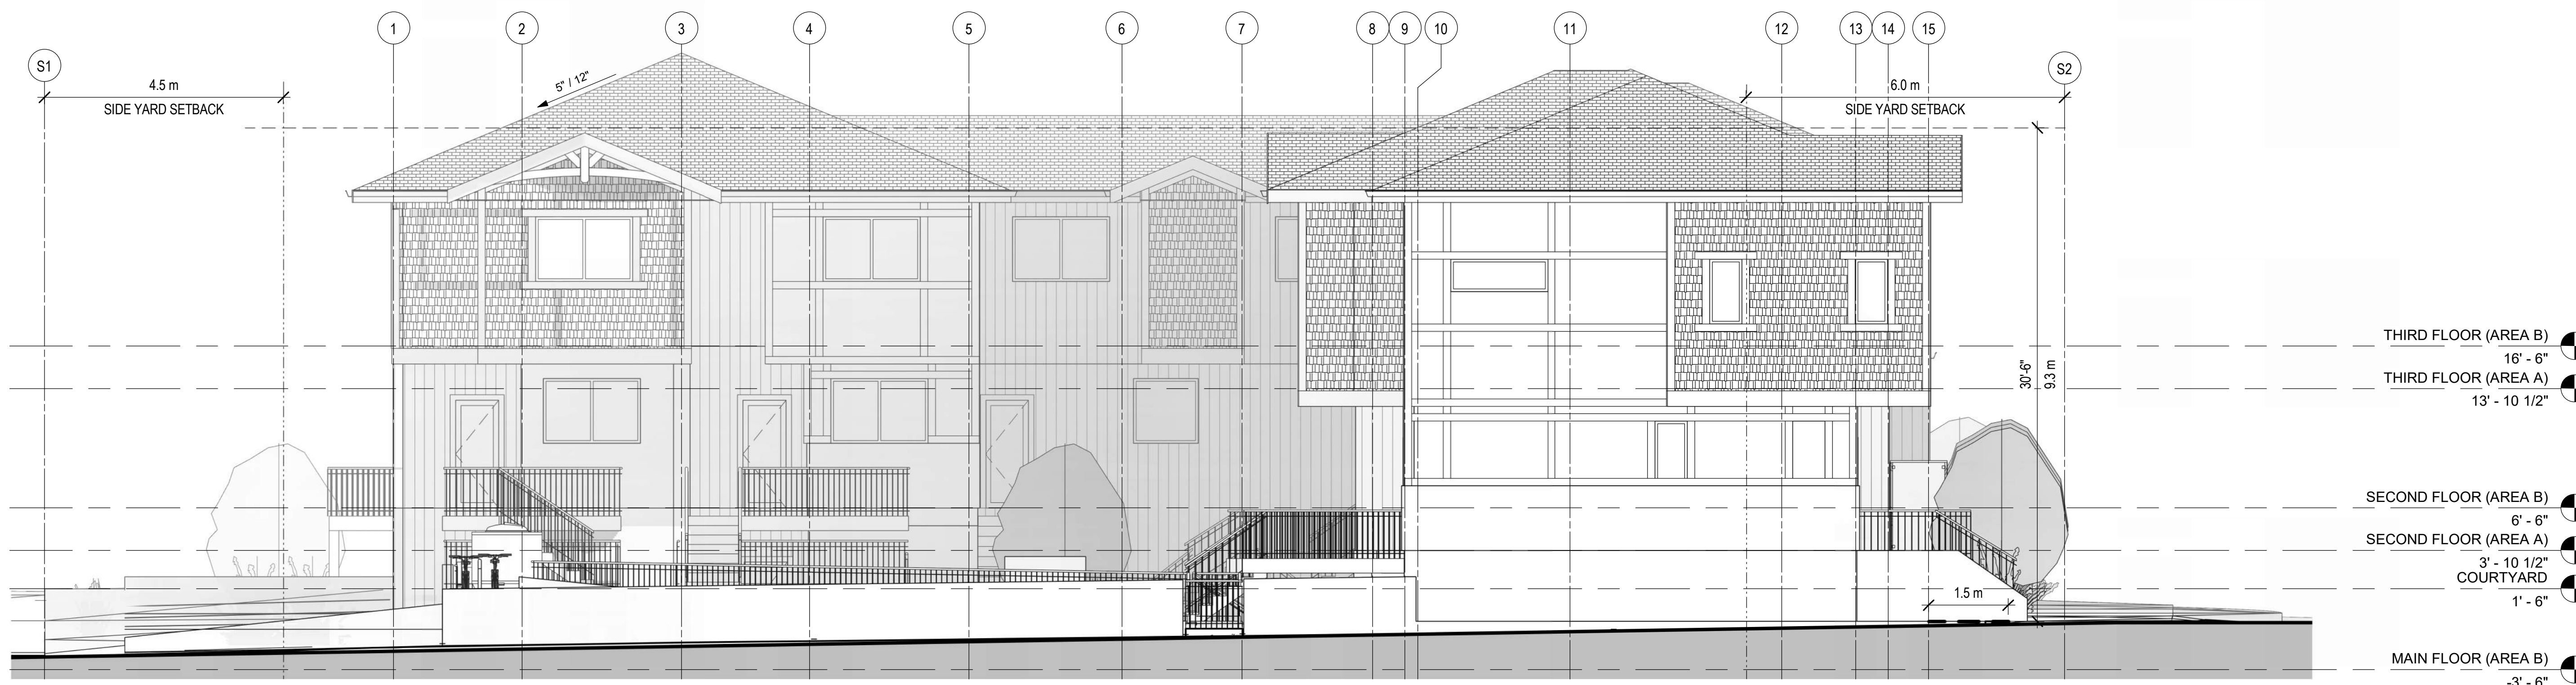 1 2 3 4 5 6 7 8 9 10 11 12 13 14 15
S1
S2
4.5 m
SIDE YARD SETBACK
5" / 12"
6.0 m
SIDE YARD SETBACK
30'-6"
9.3 m
1.5 m
THIRD FLOOR (AREA B)
16' - 6"
THIRD FLOOR (AREA A)
13' - 10 1/2"
SECOND FLOOR (AREA B)
6' - 6"
SECOND FLOOR (AREA A)
3' - 10 1/2"
COURTYARD
1' - 6"
MAIN FLOOR (AREA B)
-3' - 6"